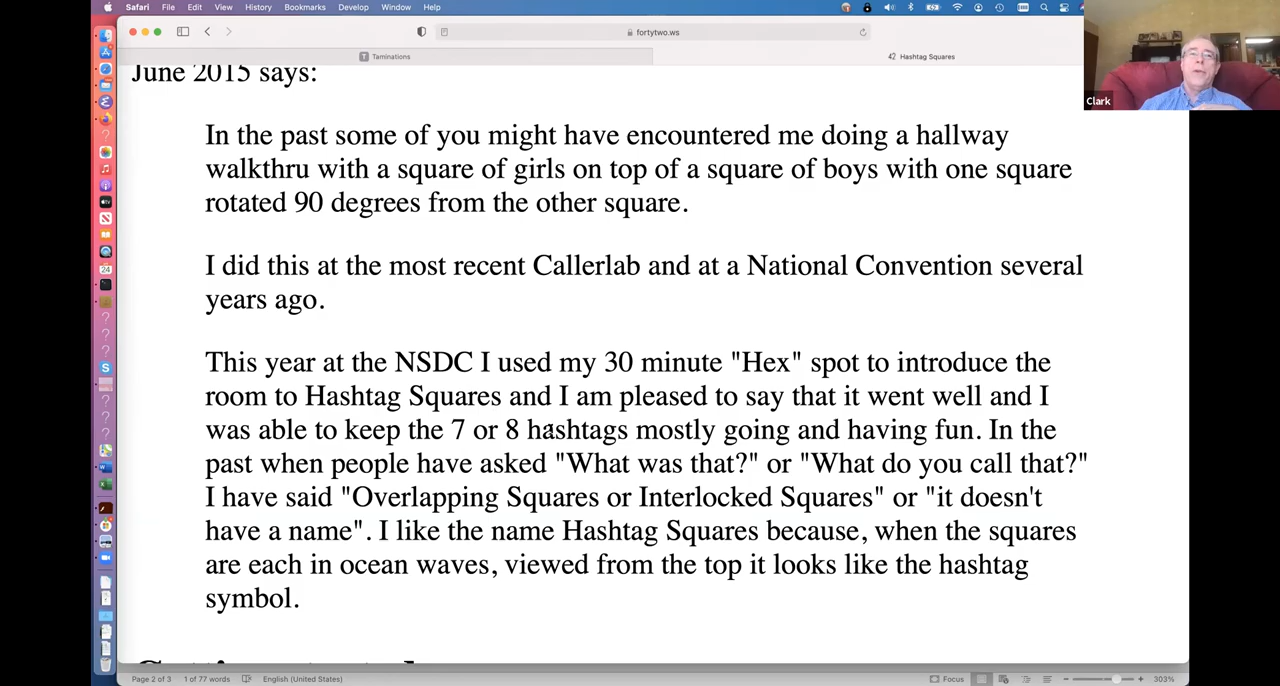 Safari File Edit View History Bookmarks Develop Window Help
fortytwo.ws
T Taminations
42 Hashtag Squares
June 2015 says:
In the past some of you might have encountered me doing a hallway
walkthru with a square of girls on top of a square of boys with one square
rotated 90 degrees from the other square.
I did this at the most recent Callerlab and at a National Convention several
years ago.
This year at the NSDC I used my 30 minute "Hex" spot to introduce the
room to Hashtag Squares and I am pleased to say that it went well and I
was able to keep the 7 or 8 hashtags mostly going and having fun. In the
past when people have asked "What was that?" or "What do you call that?"
I have said "Overlapping Squares or Interlocked Squares" or "it doesn't
have a name". I like the name Hashtag Squares because, when the squares
are each in ocean waves, viewed from the top it looks like the hashtag
symbol.
Page 2 of 3 1 of 77 words English (United States) Focus 303%
Clark
24